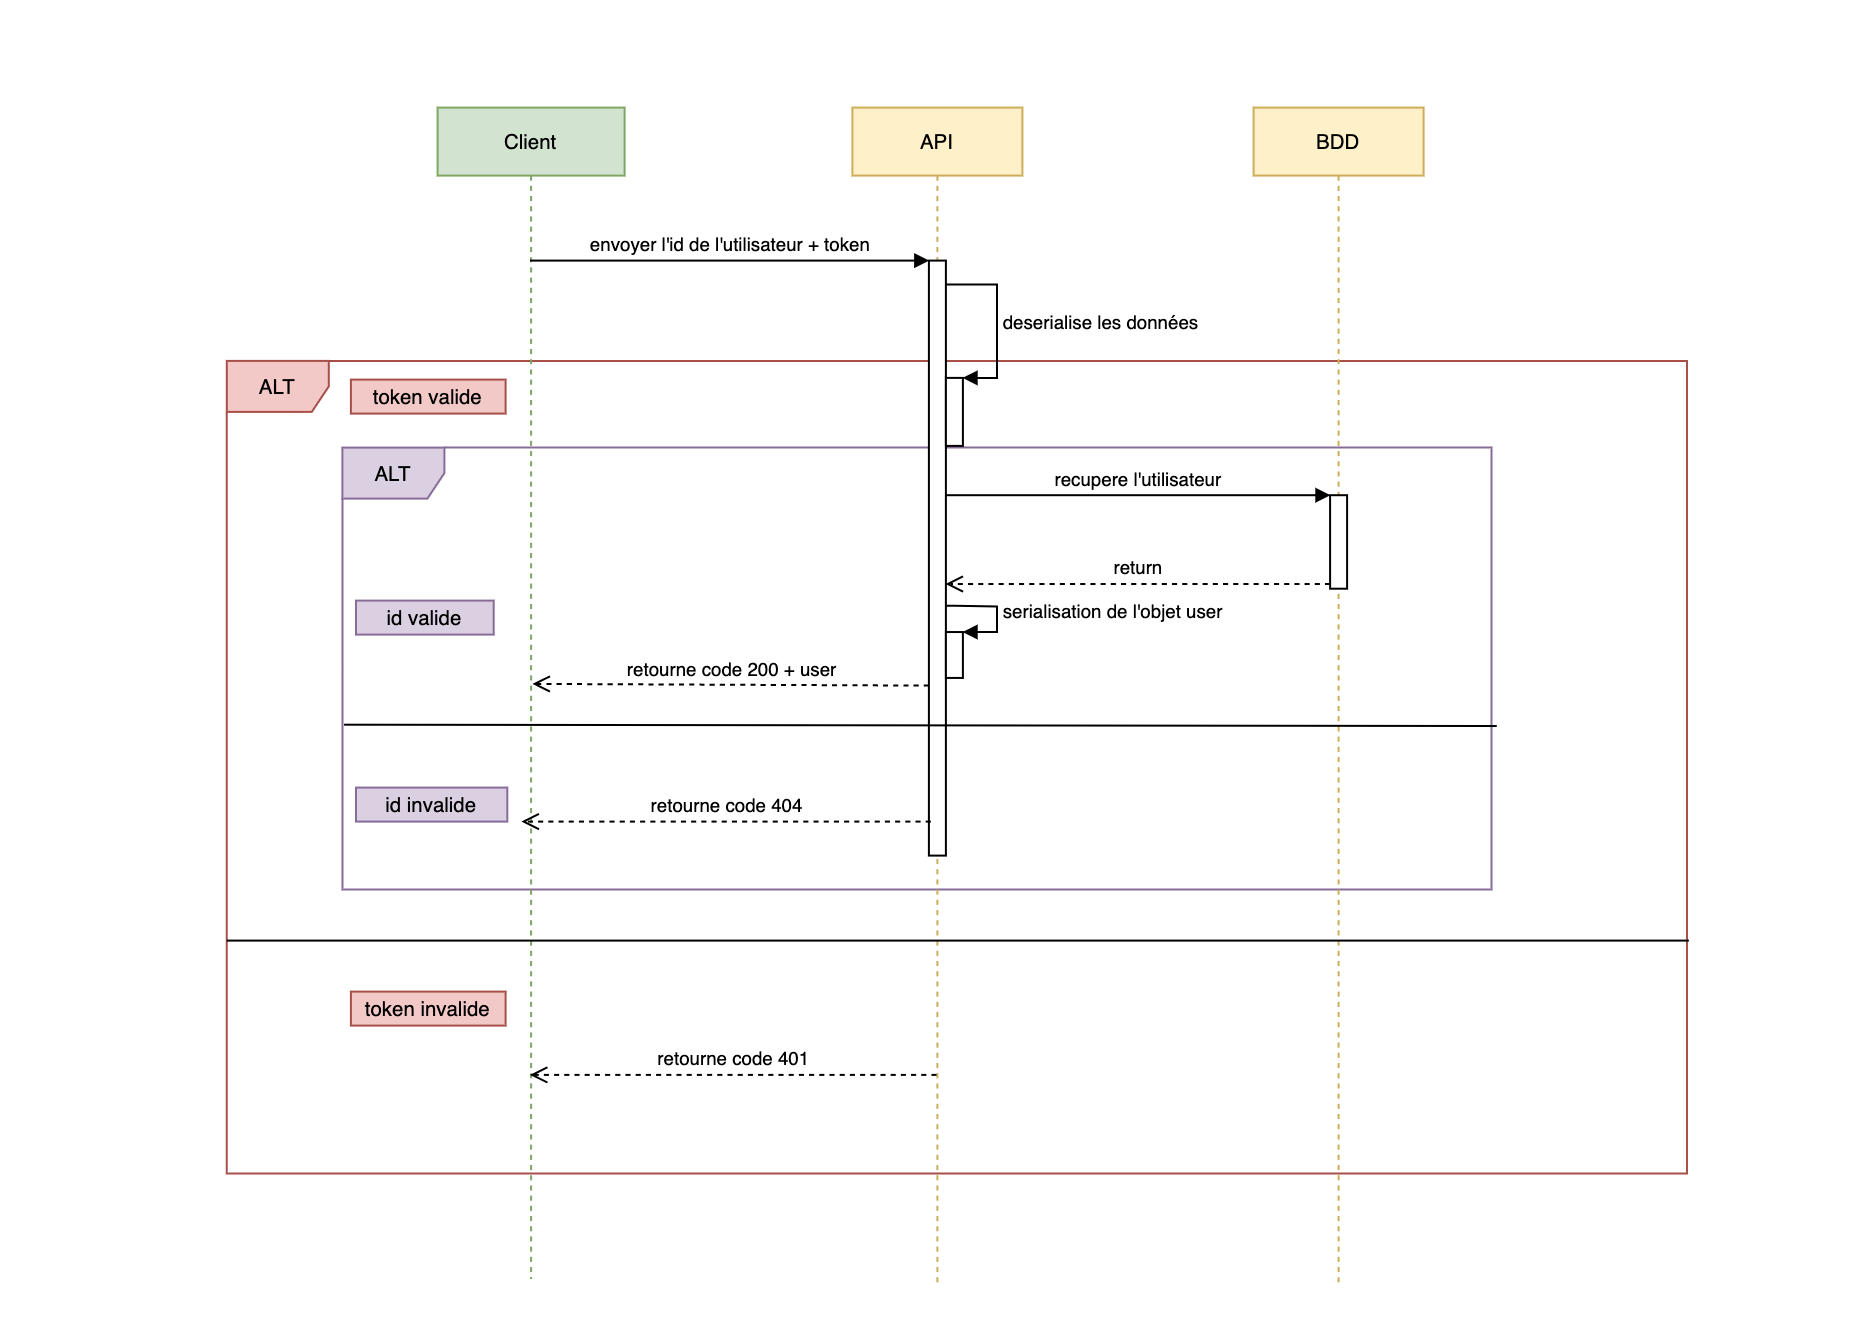 Client
API
BDD
envoyer l'id de l'utilisateur + token
deserialise les données
ALT
token valide
ALT
recupere l'utilisateur
return
serialisation de l'objet user
id valide
retourne code 200 + user
id invalide
retourne code 404
token invalide
retourne code 401